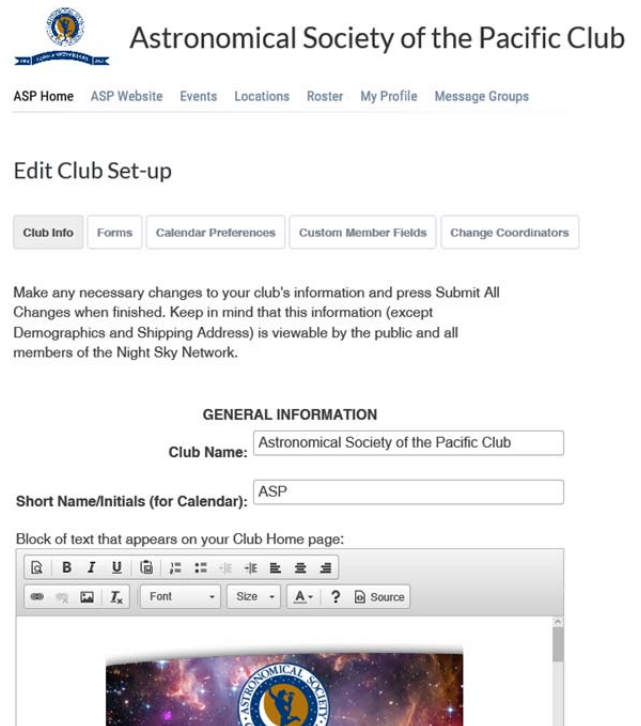 Astronomical Society of the Pacific Club
ASP Home ASP Website Events Locations Roster My Profile Message Groups
Edit Club Set-up
Club Info Forms Calendar Preferences Custom Member Fields Change Coordinators
Make any necessary changes to your club's information and press Submit All
Changes when finished. Keep in mind that this information (except
Demographics and Shipping Address) is viewable by the public and all
members of the Night Sky Network.
GENERAL INFORMATION
Club Name: Astronomical Society of the Pacific Club
Short Name/Initials (for Calendar): ASP
Block of text that appears on your Club Home page:
B I U
Font Size A ? Source
ASTRONOMICAL SOCIETY